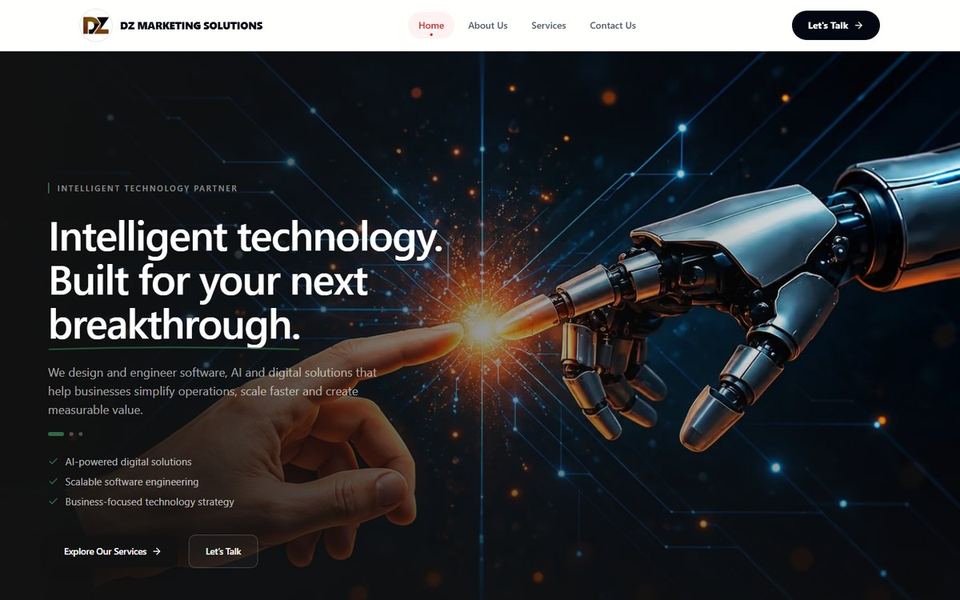 DZ DZ MARKETING SOLUTIONS
Home
About Us
Services
Contact Us
Let's Talk →
INTELLIGENT TECHNOLOGY PARTNER
Intelligent technology.
Built for your next
breakthrough.
We design and engineer software, AI and digital solutions that
help businesses simplify operations, scale faster and create
measurable value.
✓ AI-powered digital solutions
✓ Scalable software engineering
✓ Business-focused technology strategy
Explore Our Services →
Let's Talk